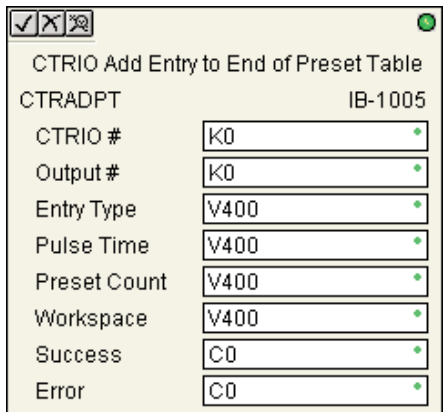 CTRIO Add Entry to End of Preset Table
CTRADPT IB-1005
CTRIO # K0
Output # K0
Entry Type V400
Pulse Time V400
Preset Count V400
Workspace V400
Success C0
Error C0